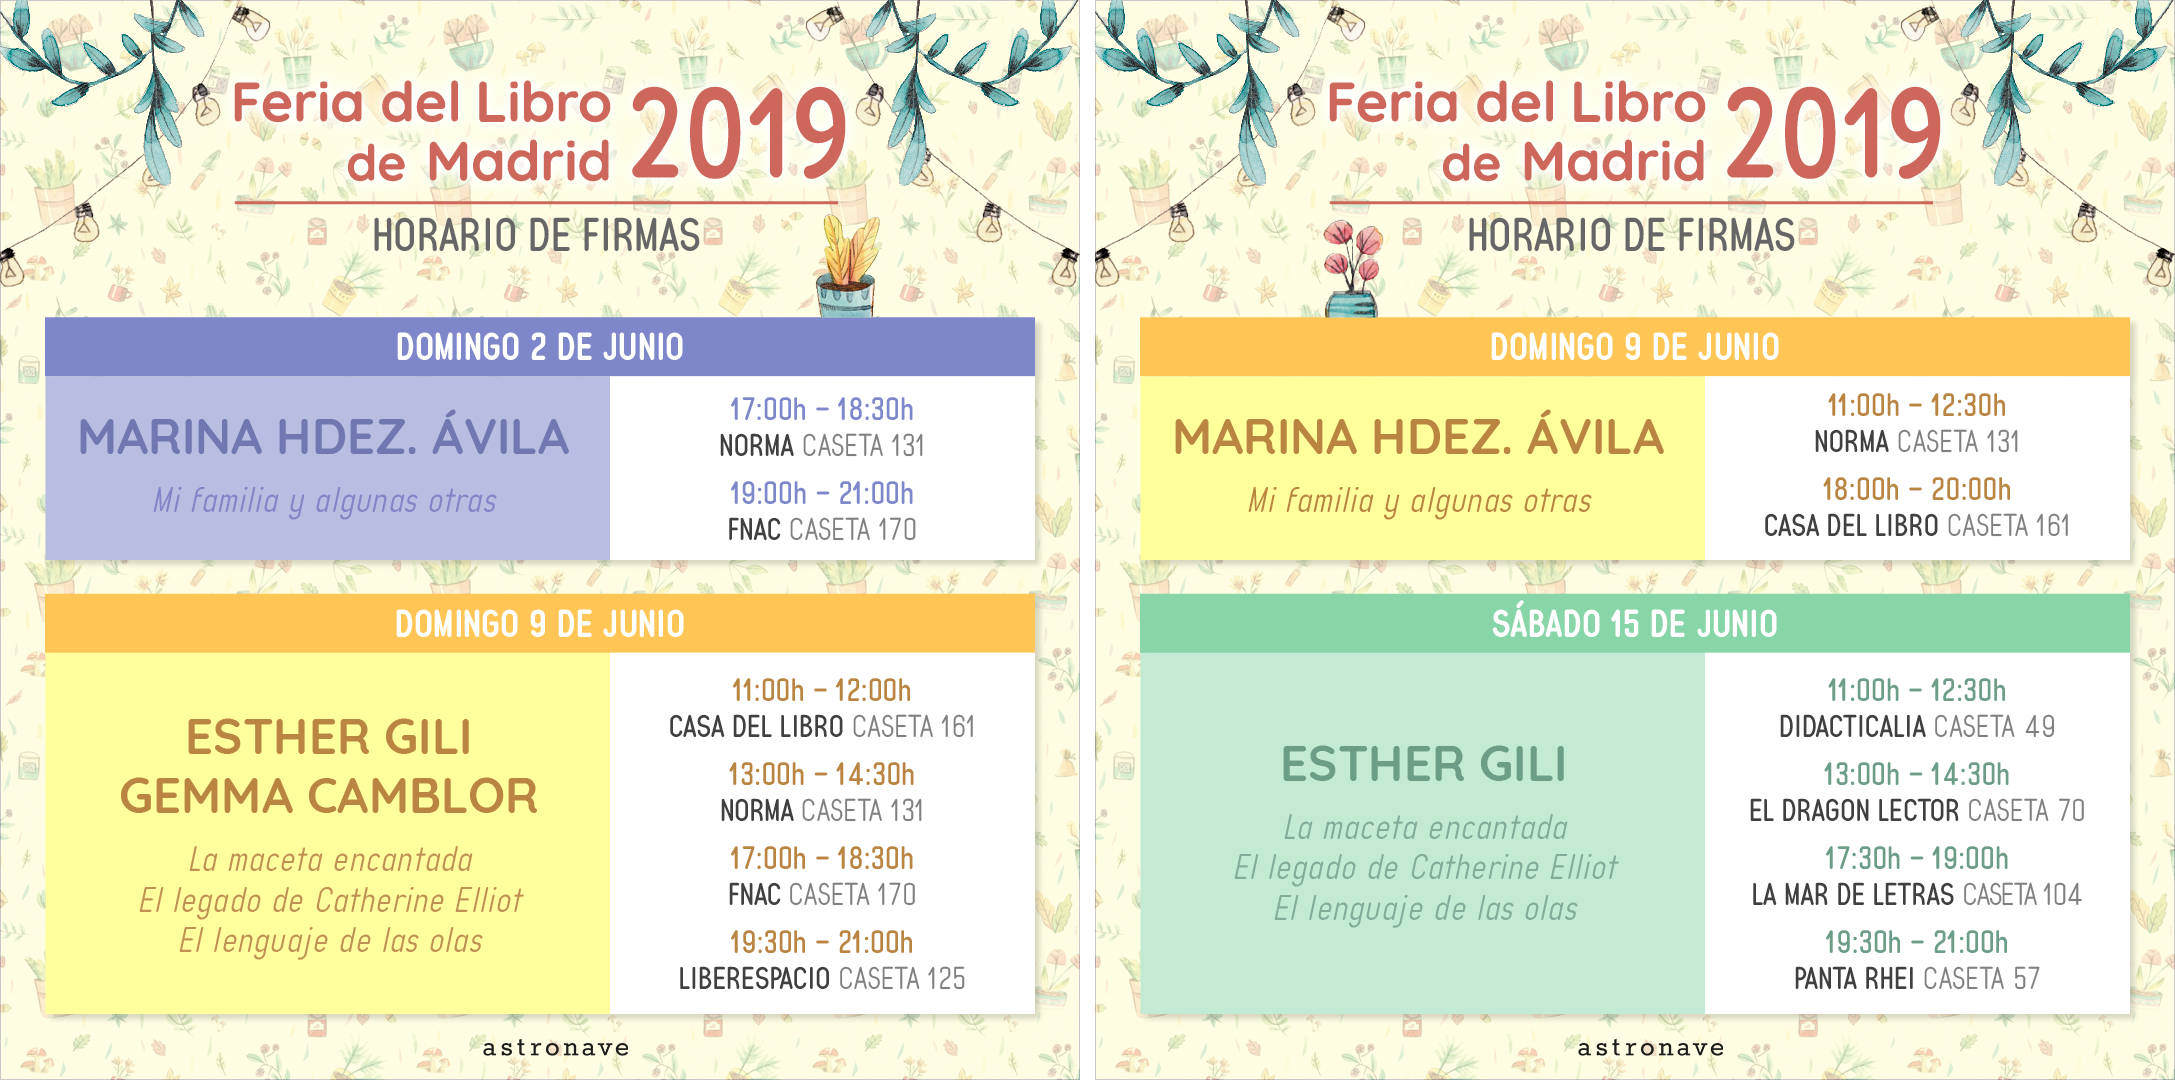 Feria del Libro
de Madrid 2019
HORARIO DE FIRMAS
DOMINGO 2 DE JUNIO
MARINA HDEZ. ÁVILA
Mi familia y algunas otras
17:00h – 18:30h
NORMA CASETA 131
19:00h – 21:00h
FNAC CASETA 170
DOMINGO 9 DE JUNIO
ESTHER GILI
GEMMA CAMBLOR
La maceta encantada
El legado de Catherine Elliot
El lenguaje de las olas
11:00h – 12:00h
CASA DEL LIBRO CASETA 161
13:00h – 14:30h
NORMA CASETA 131
17:00h – 18:30h
FNAC CASETA 170
19:30h – 21:00h
LIBERESPACIO CASETA 125
astronave
Feria del Libro
de Madrid 2019
HORARIO DE FIRMAS
DOMINGO 9 DE JUNIO
MARINA HDEZ. ÁVILA
Mi familia y algunas otras
11:00h – 12:30h
NORMA CASETA 131
18:00h – 20:00h
CASA DEL LIBRO CASETA 161
SÁBADO 15 DE JUNIO
ESTHER GILI
La maceta encantada
El legado de Catherine Elliot
El lenguaje de las olas
11:00h – 12:30h
DIDACTICALIA CASETA 49
13:00h – 14:30h
EL DRAGON LECTOR CASETA 70
17:30h – 19:00h
LA MAR DE LETRAS CASETA 104
19:30h – 21:00h
PANTA RHEI CASETA 57
astronave